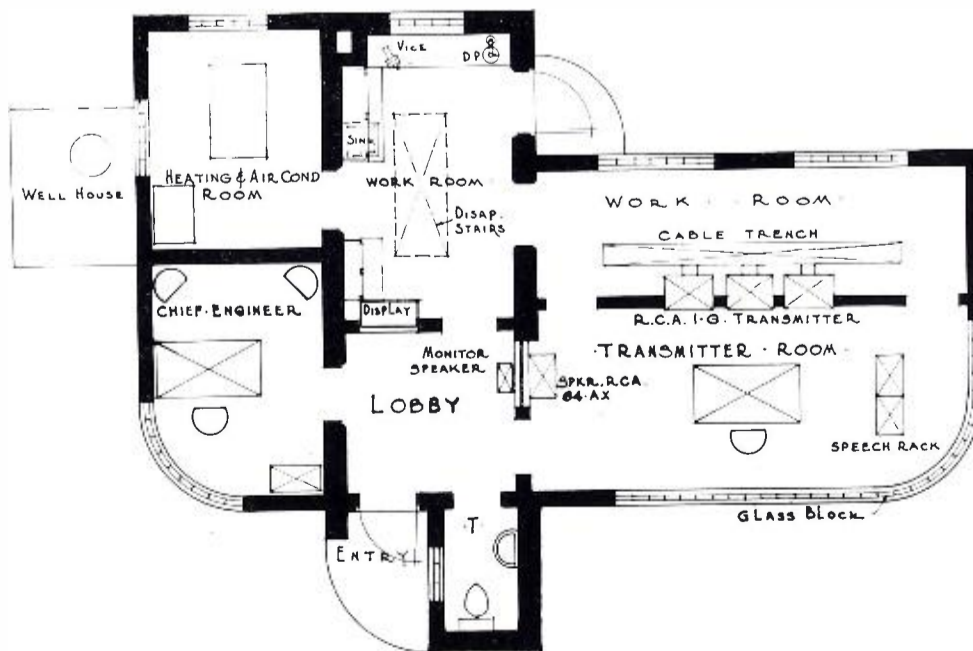 VICE
DP
SINK
HEATING & AIR COND
ROOM
WORK ROOM
WELL HOUSE
DISAP.
STAIRS
WORK ROOM
CABLE TRENCH
CHIEF·ENGINEER
DISPLAY
R.C.A. 1-G· TRANSMITTER
MONITOR
SPEAKER
·TRANSMITTER·ROOM
SPKR. RCA
64·AX
LOBBY
SPEECH RACK
GLASS BLOCK
T
ENTRY